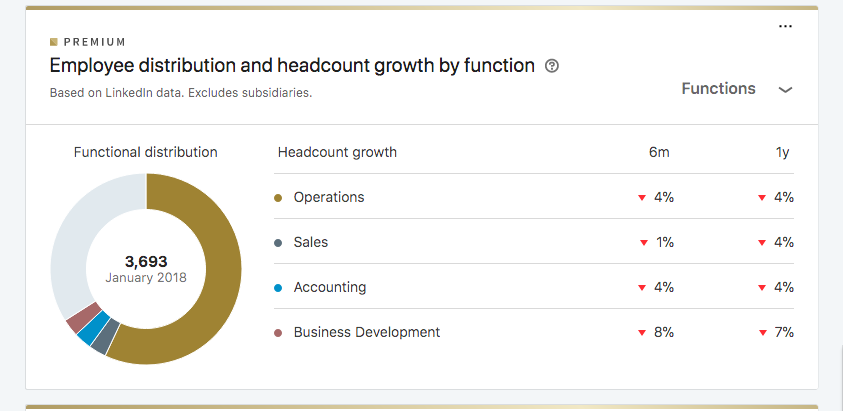 PREMIUM
Employee distribution and headcount growth by function
Based on LinkedIn data. Excludes subsidiaries.
Functions
Functional distribution
3,693
January 2018
Headcount growth 6m 1y
Operations 4% 4%
Sales 1% 4%
Accounting 4% 4%
Business Development 8% 7%